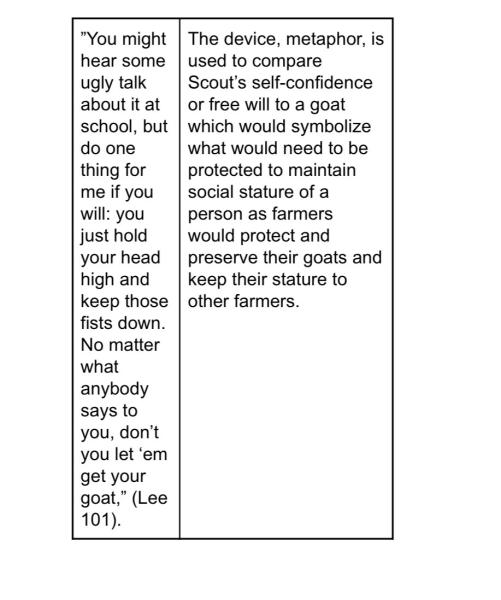 ”You might
hear some
ugly talk
about it at
school, but
do one
thing for
me if you
will: you
just hold
your head
high and
keep those
fists down.
No matter
what
anybody
says to
you, don’t
you let ‘em
get your
goat,” (Lee
101).
The device, metaphor, is
used to compare
Scout’s self-confidence
or free will to a goat
which would symbolize
what would need to be
protected to maintain
social stature of a
person as farmers
would protect and
preserve their goats and
keep their stature to
other farmers.